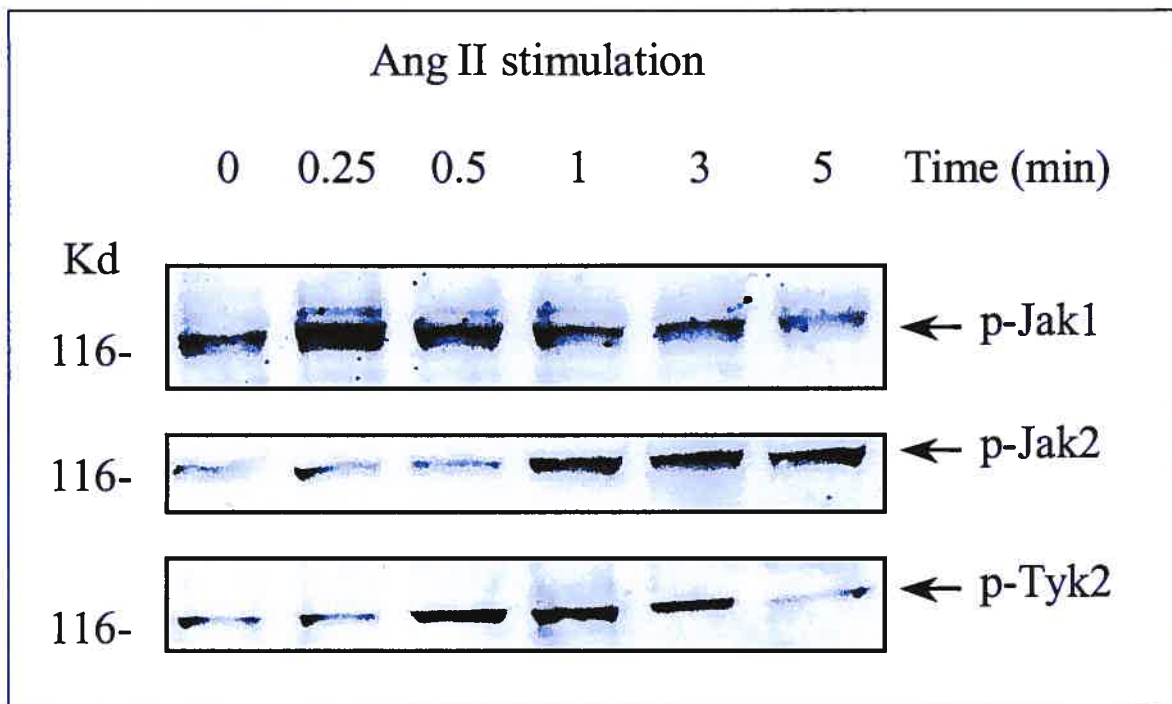 Ang II stimulation
0 0.25 0.5 1 3 5 Time (min)
Kd
116- p-Jak1
116- p-Jak2
116- p-Tyk2